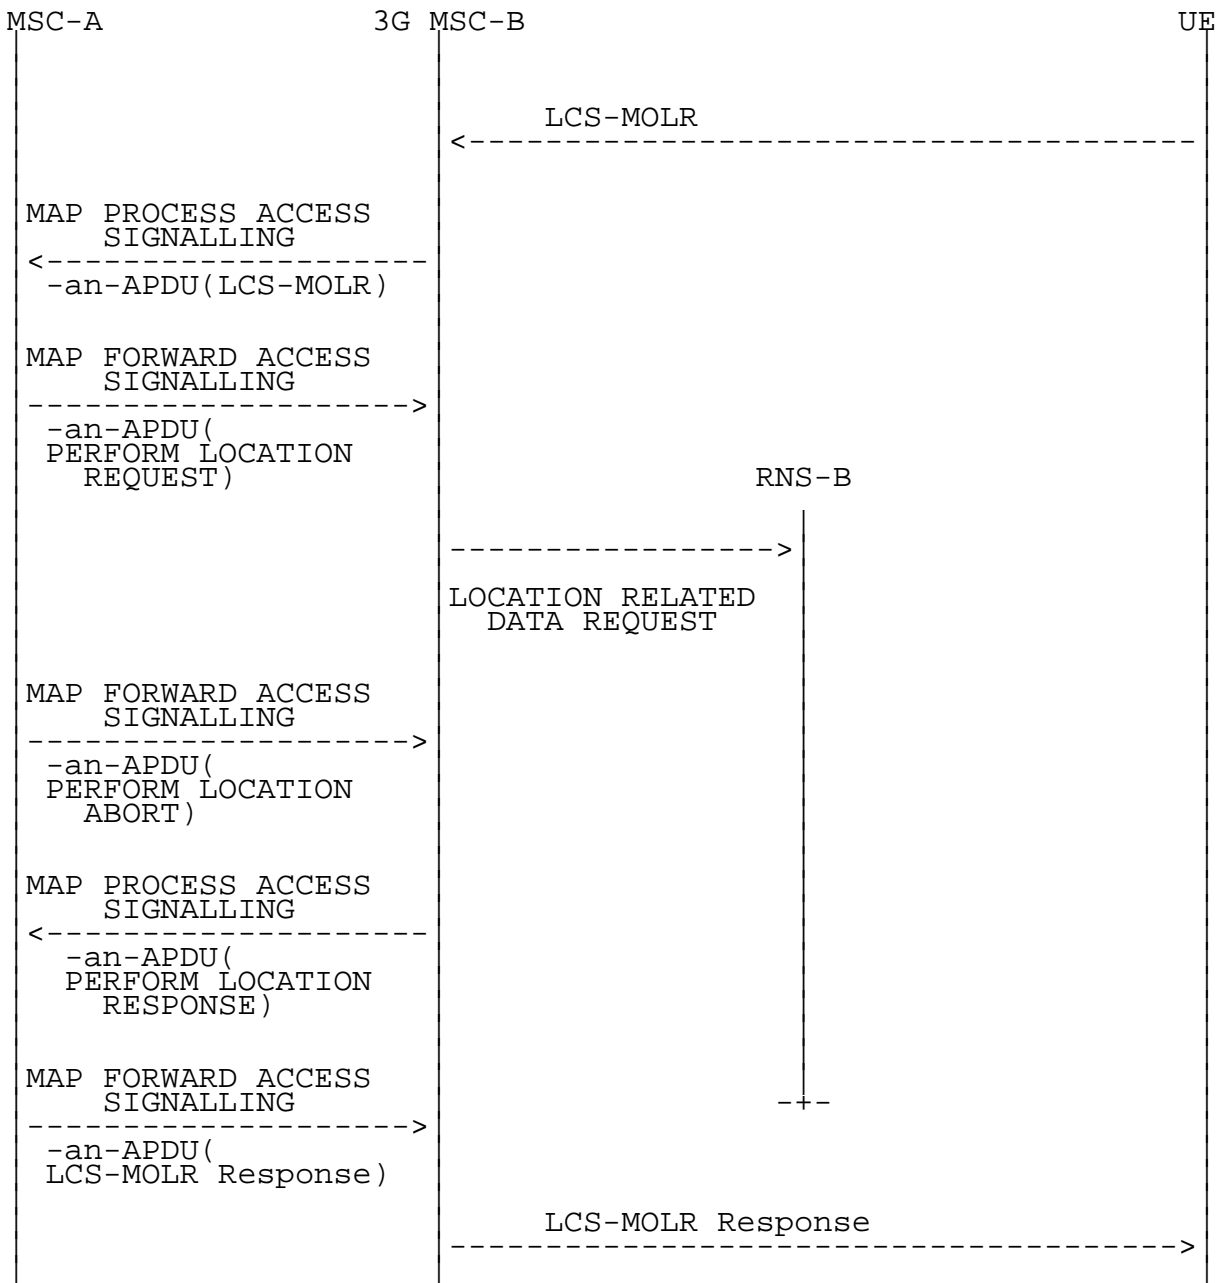 MSC-A 3G MSC-B UE
LCS-MOLR
<--------------------------------------
MAP PROCESS ACCESS
SIGNALLING
<--------------------
-an-APDU(LCS-MOLR)
MAP FORWARD ACCESS
SIGNALLING
-------------------->
-an-APDU(
PERFORM LOCATION
REQUEST)
RNS-B
----------------->
LOCATION RELATED
DATA REQUEST
MAP FORWARD ACCESS
SIGNALLING
-------------------->
-an-APDU(
PERFORM LOCATION
ABORT)
MAP PROCESS ACCESS
SIGNALLING
<--------------------
-an-APDU(
PERFORM LOCATION
RESPONSE)
MAP FORWARD ACCESS
SIGNALLING
-+-
-------------------->
-an-APDU(
LCS-MOLR Response)
LCS-MOLR Response
-------------------------------------->